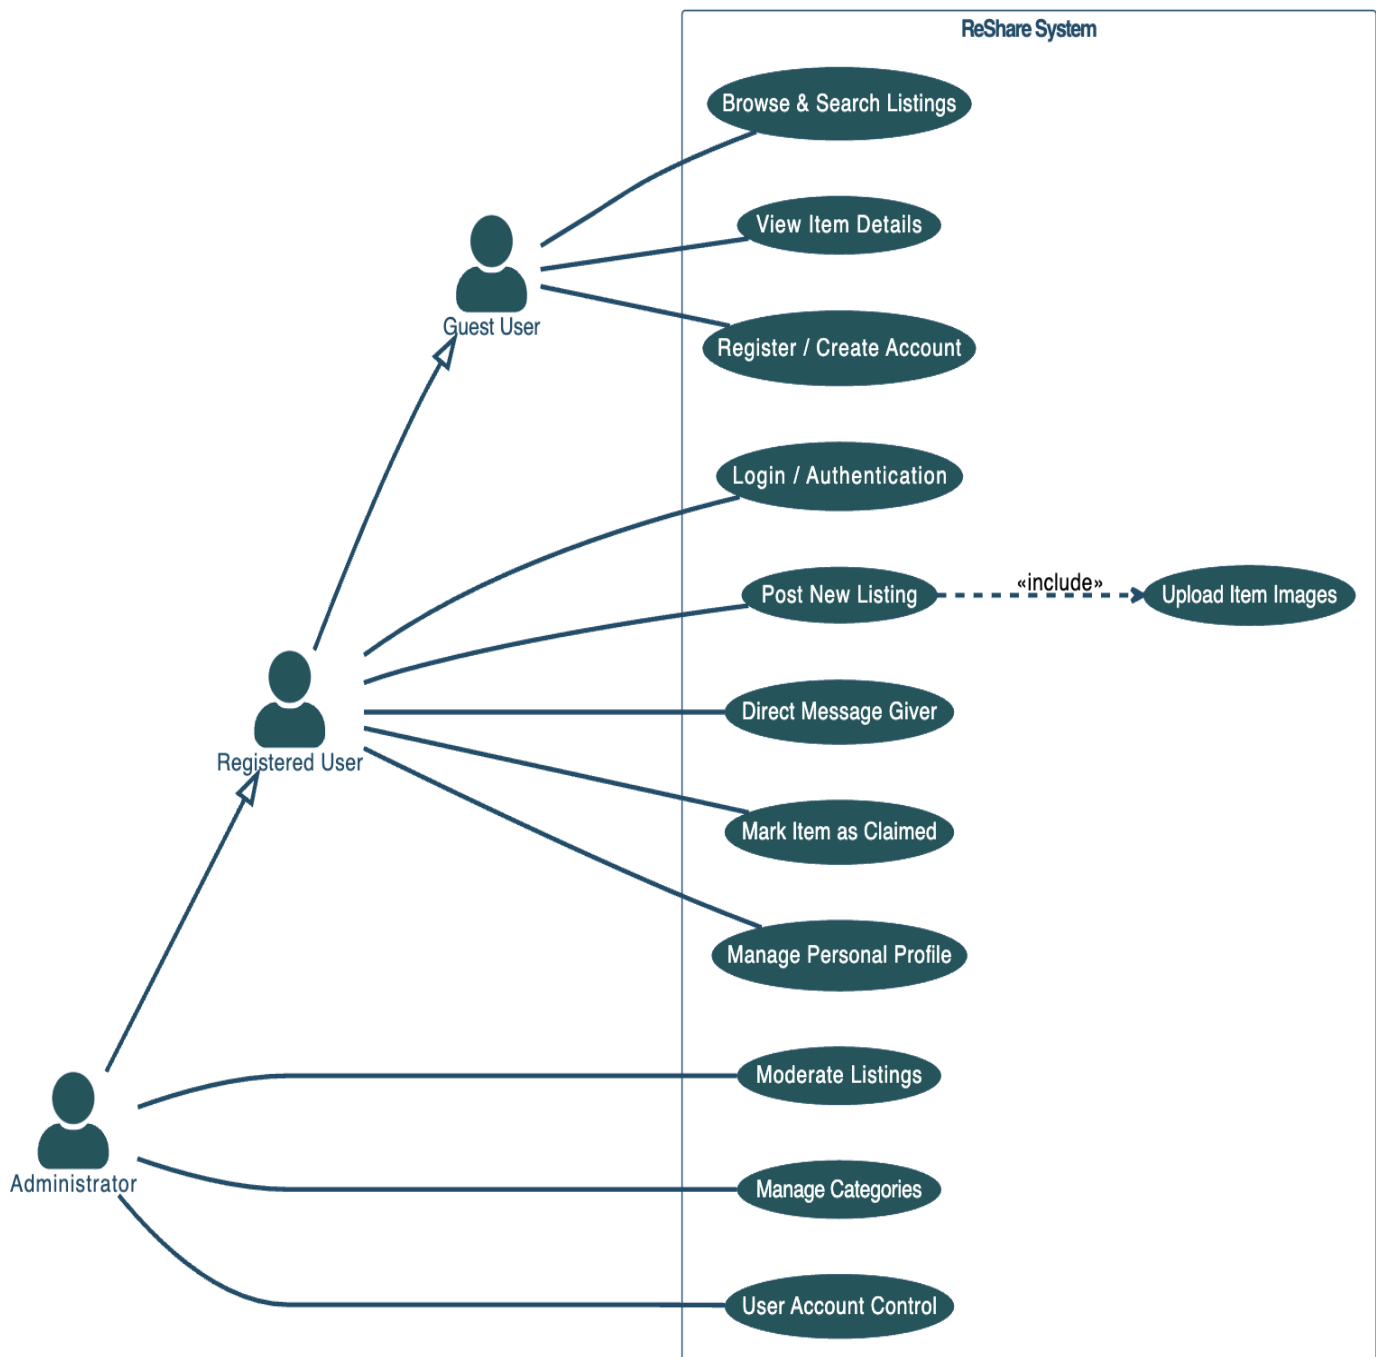 ReShare System
Browse & Search Listings
View Item Details
Guest User
Register / Create Account
Login / Authentication
Post New Listing
«include»
Upload Item Images
Registered User
Direct Message Giver
Mark Item as Claimed
Manage Personal Profile
Moderate Listings
Administrator
Manage Categories
User Account Control